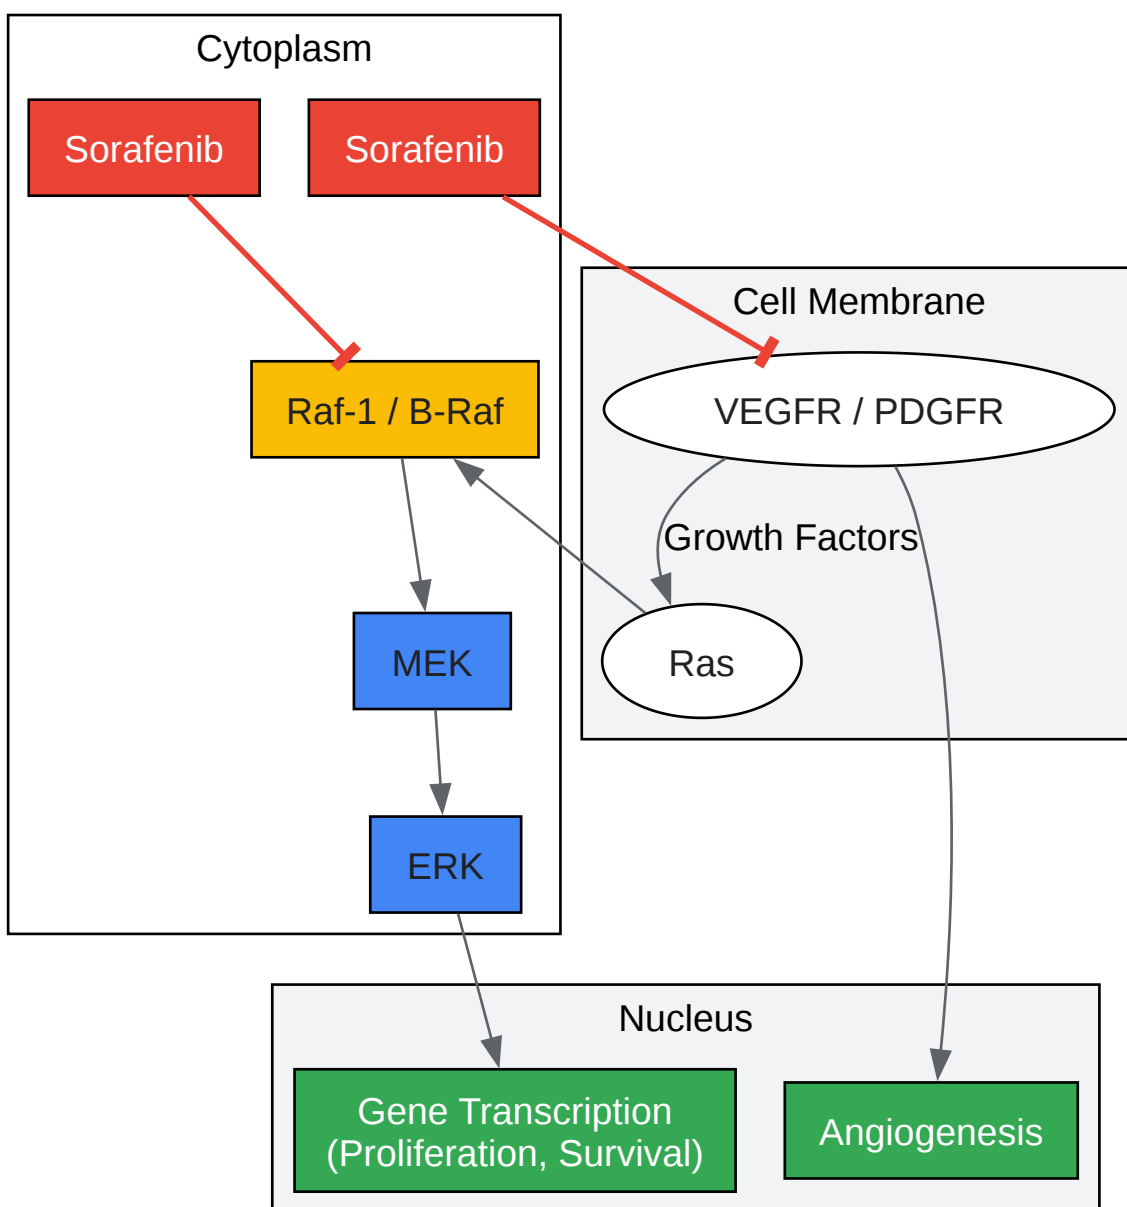 Cytoplasm
Sorafenib
Sorafenib
Cell Membrane
Raf-1 / B-Raf
VEGFR / PDGFR
Growth Factors
MEK
Ras
ERK
Nucleus
Gene Transcription
(Proliferation, Survival)
Angiogenesis